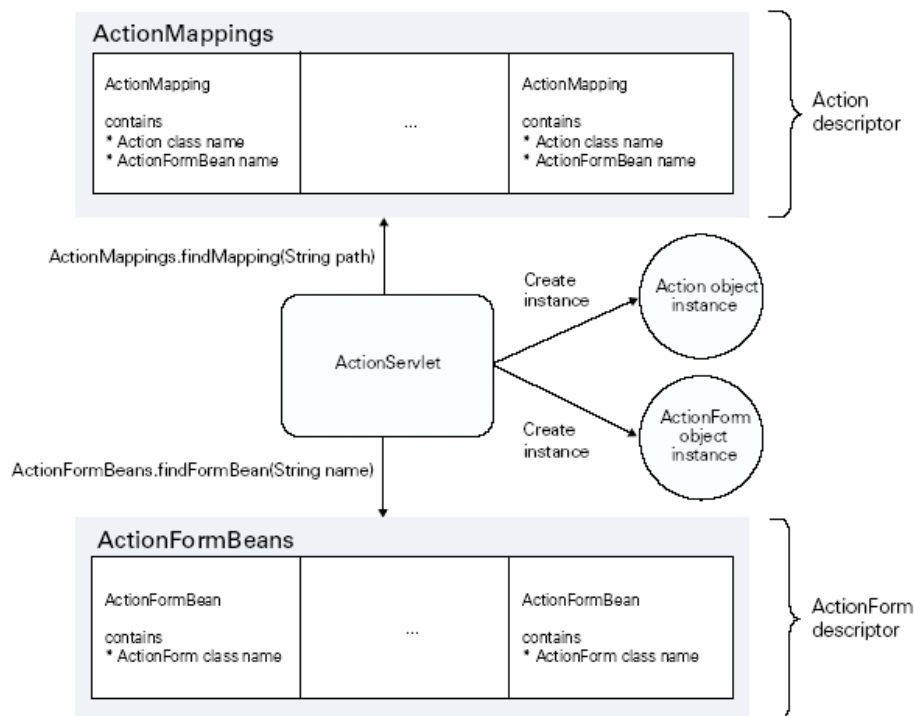 ActionMappings
ActionMapping
contains
* Action class name
* ActionFormBean name
...
ActionMapping
contains
* Action class name
* ActionFormBean name
Action
descriptor
ActionMappings.findMapping(String path)
Create
instance
Action object
instance
ActionServlet
Create
instance
ActionForm
object
instance
ActionFormBeans.findFormBean(String name)
ActionFormBeans
ActionFormBean
contains
* ActionForm class name
...
ActionFormBean
contains
* ActionForm class name
ActionForm
descriptor